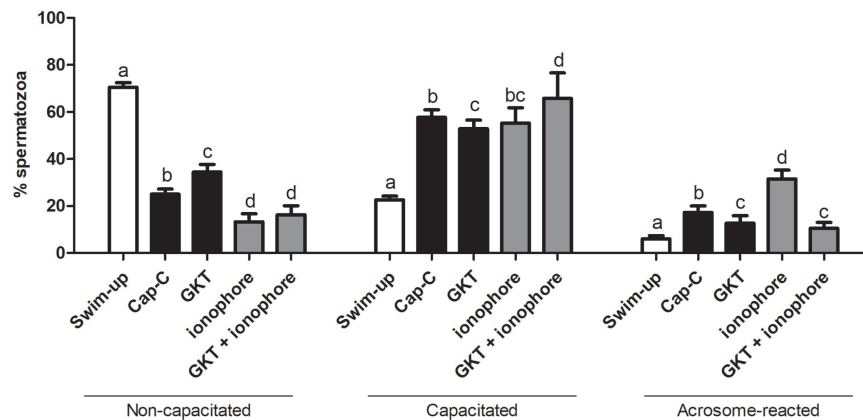 100
80
60
40
20
0
% spermatozoa
a
b
c
d
d
a
b
c
bc
d
a
b
c
d
c
Swim-up
Cap-C
GKT
ionophore
GKT + ionophore
Swim-up
Cap-C
GKT
ionophore
GKT + ionophore
Swim-up
Cap-C
GKT
ionophore
GKT + ionophore
Non-capacitated
Capacitated
Acrosome-reacted